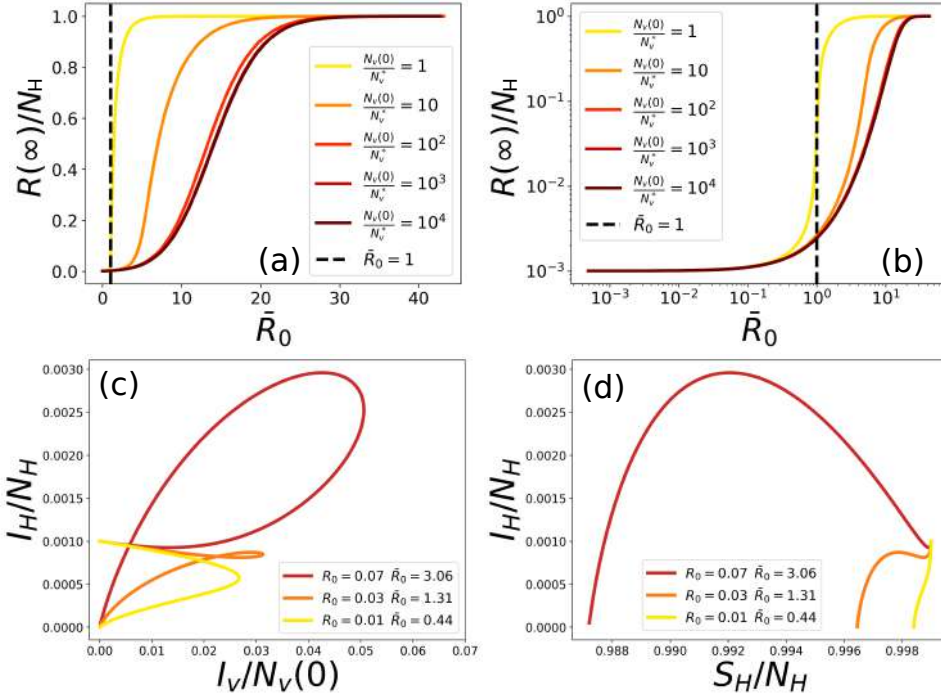 1.0
0.8
0.6
0.4
0.2
0.0
R(∞)/N_H
N_v(0)/N_v^* = 1
N_v(0)/N_v^* = 10
N_v(0)/N_v^* = 10^2
N_v(0)/N_v^* = 10^3
N_v(0)/N_v^* = 10^4
R̄_0 = 1
(a)
0 10 20 30 40
R̄_0
10^0
10^−1
10^−2
10^−3
R(∞)/N_H
N_v(0)/N_v^* = 1
N_v(0)/N_v^* = 10
N_v(0)/N_v^* = 10^2
N_v(0)/N_v^* = 10^3
N_v(0)/N_v^* = 10^4
R̄_0 = 1
(b)
10^−3 10^−2 10^−1 10^0 10^1
R̄_0
(c)
0.0030
0.0025
0.0020
0.0015
0.0010
0.0005
0.0000
I_H/N_H
R_0 = 0.07 R̄_0 = 3.06
R_0 = 0.03 R̄_0 = 1.31
R_0 = 0.01 R̄_0 = 0.44
0.00 0.01 0.02 0.03 0.04 0.05 0.06 0.07
I_v/N_v(0)
(d)
0.0030
0.0025
0.0020
0.0015
0.0010
0.0005
0.0000
I_H/N_H
R_0 = 0.07 R̄_0 = 3.06
R_0 = 0.03 R̄_0 = 1.31
R_0 = 0.01 R̄_0 = 0.44
0.988 0.990 0.992 0.994 0.996 0.998
S_H/N_H